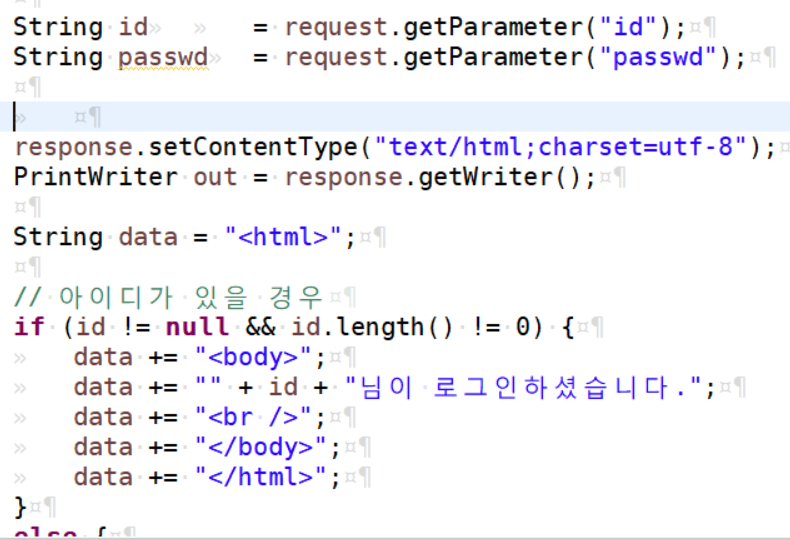 String id = request.getParameter("id");
String passwd = request.getParameter("passwd");
response.setContentType("text/html;charset=utf-8");
PrintWriter out = response.getWriter();
String data = "<html>";
// 아이디가 있을 경우
if (id != null && id.length() != 0) {
data += "<body>";
data += "" + id + "님이 로그인하셨습니다.";
data += "<br />";
data += "</body>";
data += "</html>";
}
else {